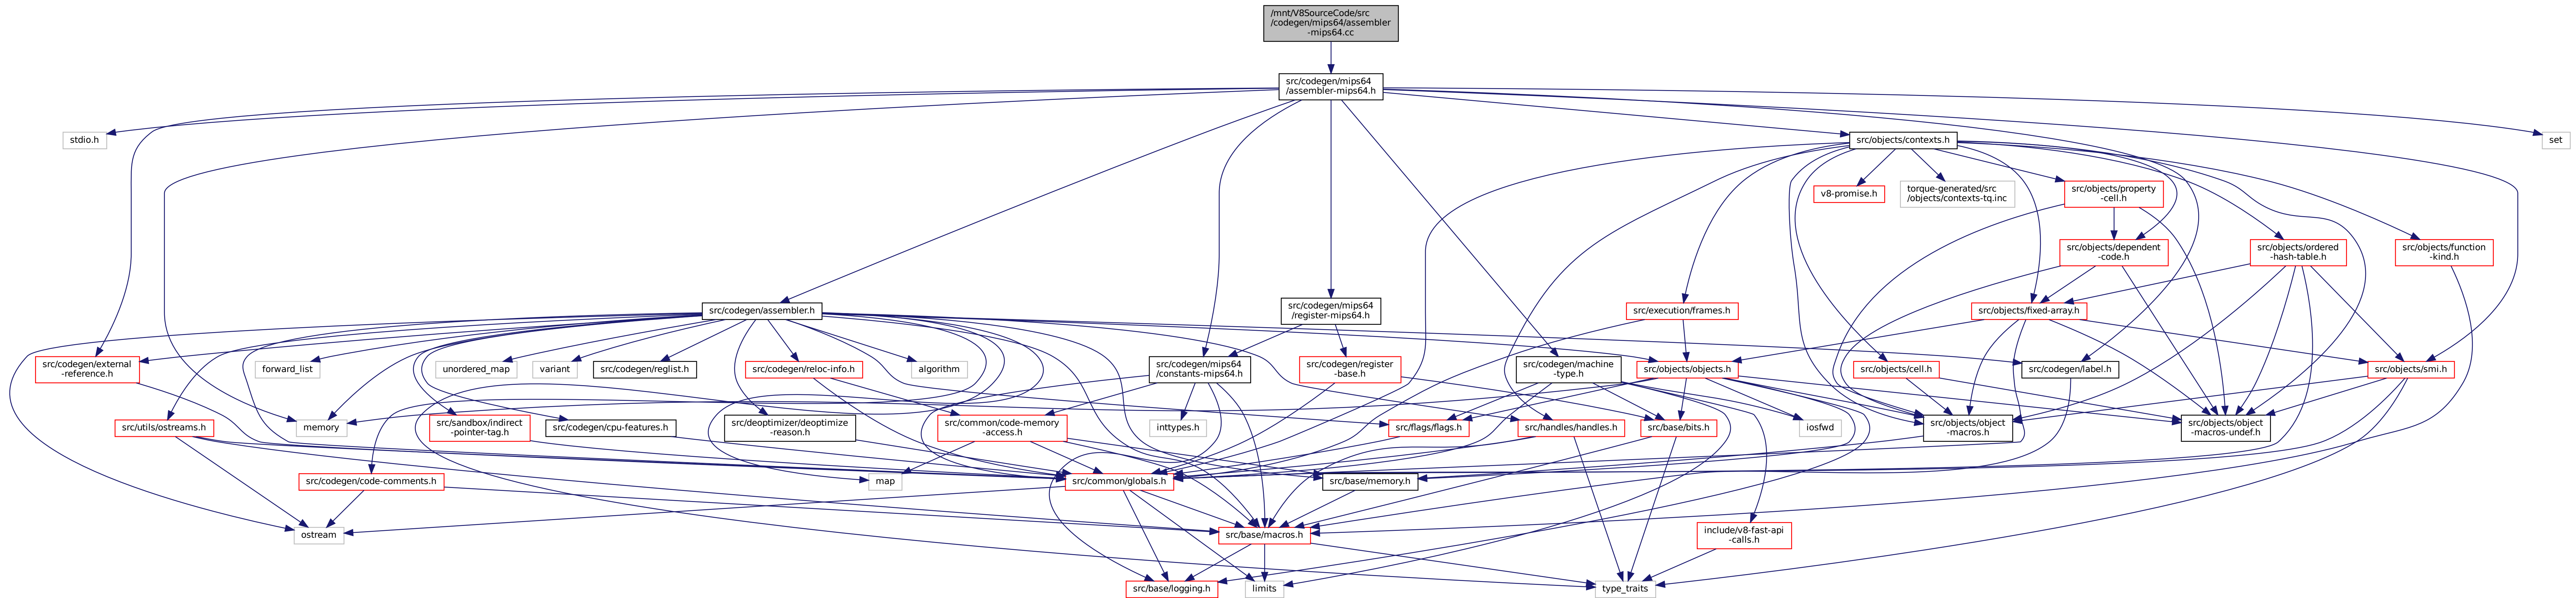 /mnt/V8SourceCode/src
/codegen/mips64/assembler
-mips64.cc
src/codegen/mips64
/assembler-mips64.h
stdio.h
src/objects/contexts.h
set
v8-promise.h
torque-generated/src
/objects/contexts-tq.inc
src/objects/property
-cell.h
src/objects/dependent
-code.h
src/objects/ordered
-hash-table.h
src/objects/function
-kind.h
src/codegen/assembler.h
src/codegen/mips64
/register-mips64.h
src/execution/frames.h
src/objects/fixed-array.h
src/codegen/external
-reference.h
forward_list
unordered_map
variant
src/codegen/reglist.h
src/codegen/reloc-info.h
algorithm
src/codegen/mips64
/constants-mips64.h
src/codegen/register
-base.h
src/codegen/machine
-type.h
src/objects/objects.h
src/objects/cell.h
src/codegen/label.h
src/objects/smi.h
src/utils/ostreams.h
memory
src/sandbox/indirect
-pointer-tag.h
src/codegen/cpu-features.h
src/deoptimizer/deoptimize
-reason.h
src/common/code-memory
-access.h
inttypes.h
src/flags/flags.h
src/handles/handles.h
src/base/bits.h
iosfwd
src/objects/object
-macros.h
src/objects/object
-macros-undef.h
src/codegen/code-comments.h
map
src/common/globals.h
src/base/memory.h
ostream
src/base/macros.h
include/v8-fast-api
-calls.h
src/base/logging.h
limits
type_traits